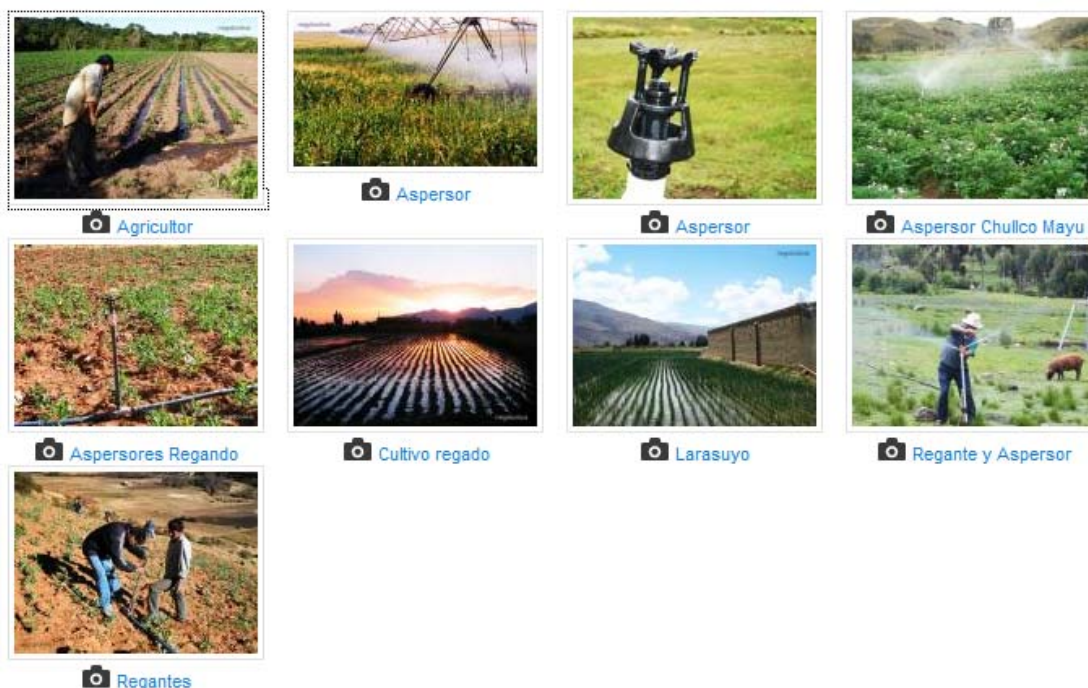 Agricultor
Aspersor
Aspersor
Aspersor Chullco Mayu
Aspersores Regando
Cultivo regado
Larasuyo
Regante y Aspersor
Regantes